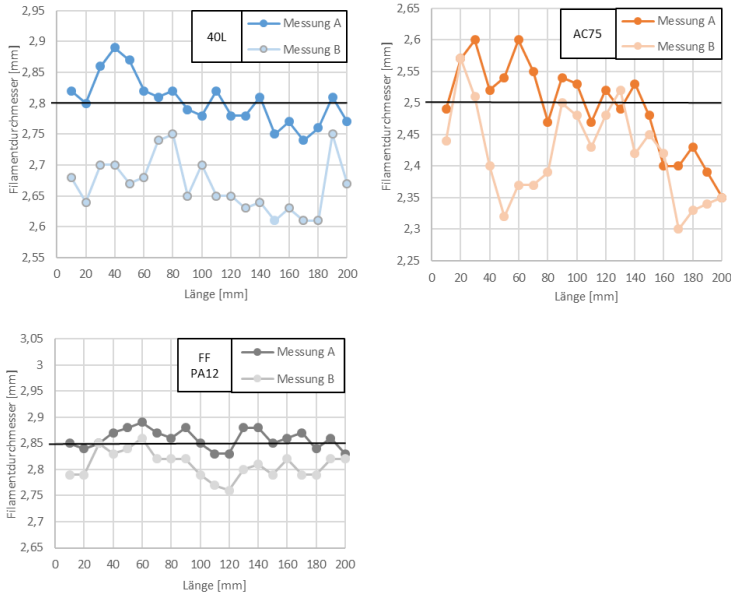 40L
Messung A
Messung B
Filamentdurchmesser [mm]
2,95
2,9
2,85
2,8
2,75
2,7
2,65
2,6
2,55
0 20 40 60 80 100 120 140 160 180 200
Länge [mm]
AC75
Messung A
Messung B
Filamentdurchmesser [mm]
2,65
2,6
2,55
2,5
2,45
2,4
2,35
2,3
2,25
0 20 40 60 80 100 120 140 160 180 200
Länge [mm]
FF
PA12
Messung A
Messung B
Filamentdurchmesser [mm]
3,05
3
2,95
2,9
2,85
2,8
2,75
2,7
2,65
0 20 40 60 80 100 120 140 160 180 200
Länge [mm]